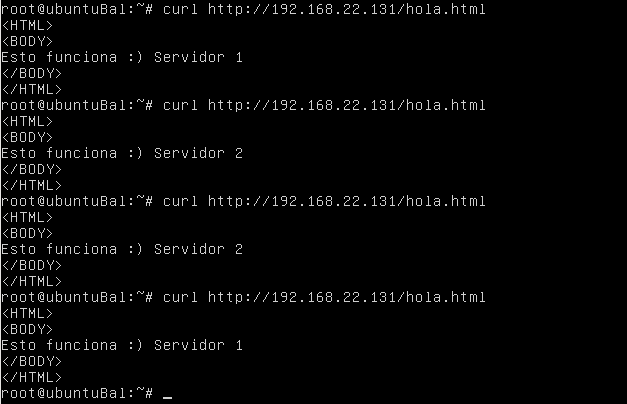 root@ubuntuBal:~# curl http://192.168.22.131/hola.html
<HTML>
<BODY>
Esto funciona :) Servidor 1
</BODY>
</HTML>
root@ubuntuBal:~# curl http://192.168.22.131/hola.html
<HTML>
<BODY>
Esto funciona :) Servidor 2
</BODY>
</HTML>
root@ubuntuBal:~# curl http://192.168.22.131/hola.html
<HTML>
<BODY>
Esto funciona :) Servidor 2
</BODY>
</HTML>
root@ubuntuBal:~# curl http://192.168.22.131/hola.html
<HTML>
<BODY>
Esto funciona :) Servidor 1
</BODY>
</HTML>
root@ubuntuBal:~# _